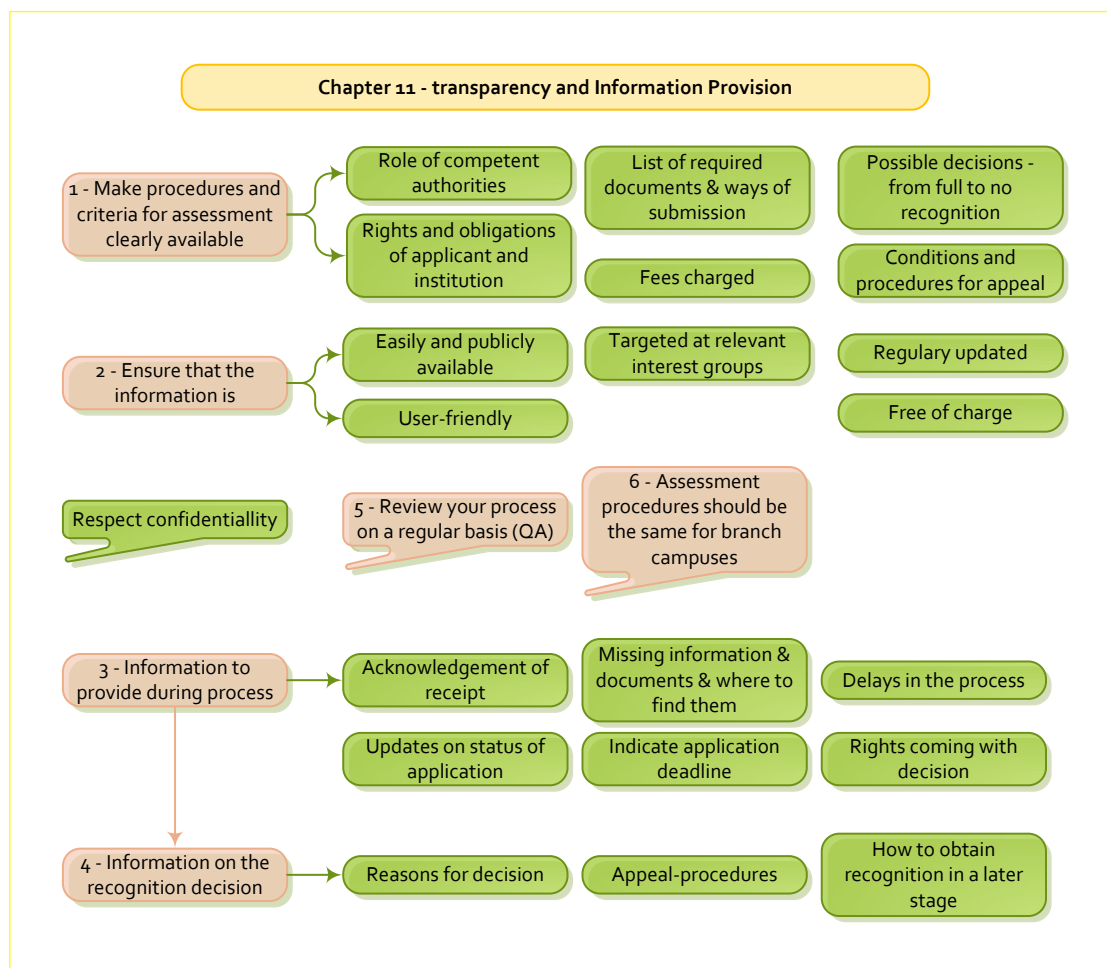 Chapter 11 - transparency and Information Provision
1 - Make procedures and
criteria for assessment
clearly available
Role of competent
authorities
Rights and obligations
of applicant and
institution
List of required
documents & ways of
submission
Fees charged
Possible decisions -
from full to no
recognition
Conditions and
procedures for appeal
2 - Ensure that the
information is
Easily and publicly
available
User-friendly
Targeted at relevant
interest groups
Regulary updated
Free of charge
Respect confidentiallity
5 - Review your process
on a regular basis (QA)
6 - Assessment
procedures should be
the same for branch
campuses
3 - Information to
provide during process
Acknowledgement of
receipt
Missing information &
documents & where to
find them
Delays in the process
Updates on status of
application
Indicate application
deadline
Rights coming with
decision
4 - Information on the
recognition decision
Reasons for decision
Appeal-procedures
How to obtain
recognition in a later
stage